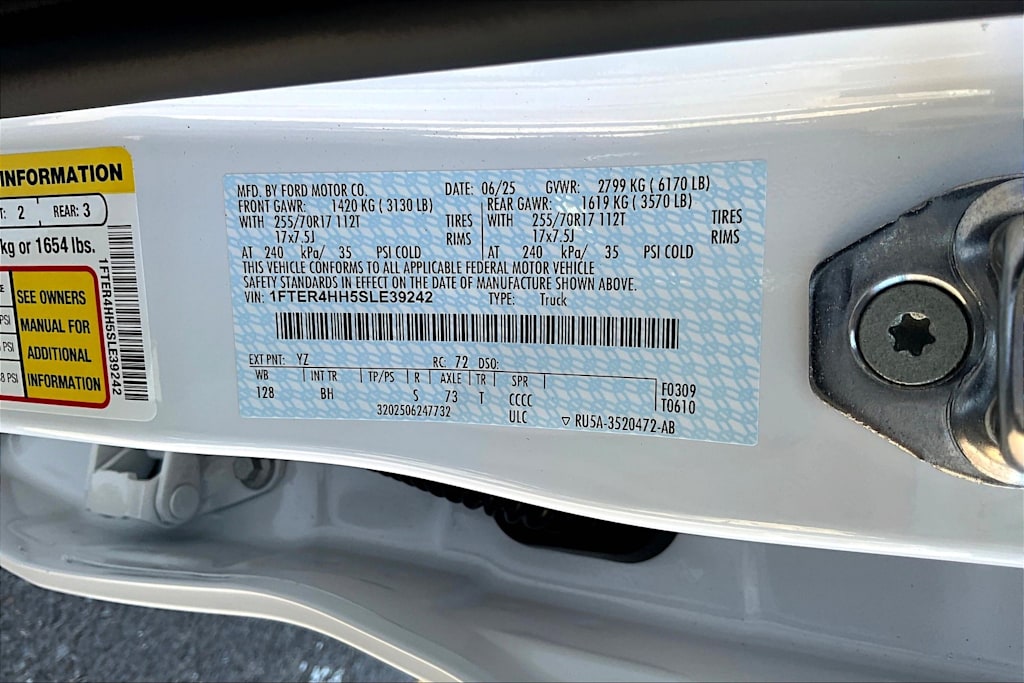 INFORMATION
2 REAR: 3
kg or 1654 lbs.
PSI
PSI
8 PSI
SEE OWNERS
MANUAL FOR
ADDITIONAL
INFORMATION
1FTER4HH5SLE39242
MFD. BY FORD MOTOR CO. DATE: 06/25 GVWR: 2799 KG ( 6170 LB)
FRONT GAWR: 1420 KG ( 3130 LB) REAR GAWR: 1619 KG ( 3570 LB)
WITH 255/70R17 112T TIRES WITH 255/70R17 112T TIRES
17x7.5J RIMS 17x7.5J RIMS
AT 240 kPa/ 35 PSI COLD AT 240 kPa/ 35 PSI COLD
THIS VEHICLE CONFORMS TO ALL APPLICABLE FEDERAL MOTOR VEHICLE
SAFETY STANDARDS IN EFFECT ON THE DATE OF MANUFACTURE SHOWN ABOVE.
VIN: 1FTER4HH5SLE39242 TYPE: Truck
EXT PNT: YZ RC: 72 DSO:
WB INT TR TP/PS R AXLE TR SPR
128 BH S 73 T CCCC
ULC
F0309
T0610
3202506247732
RU5A-3520472-AB